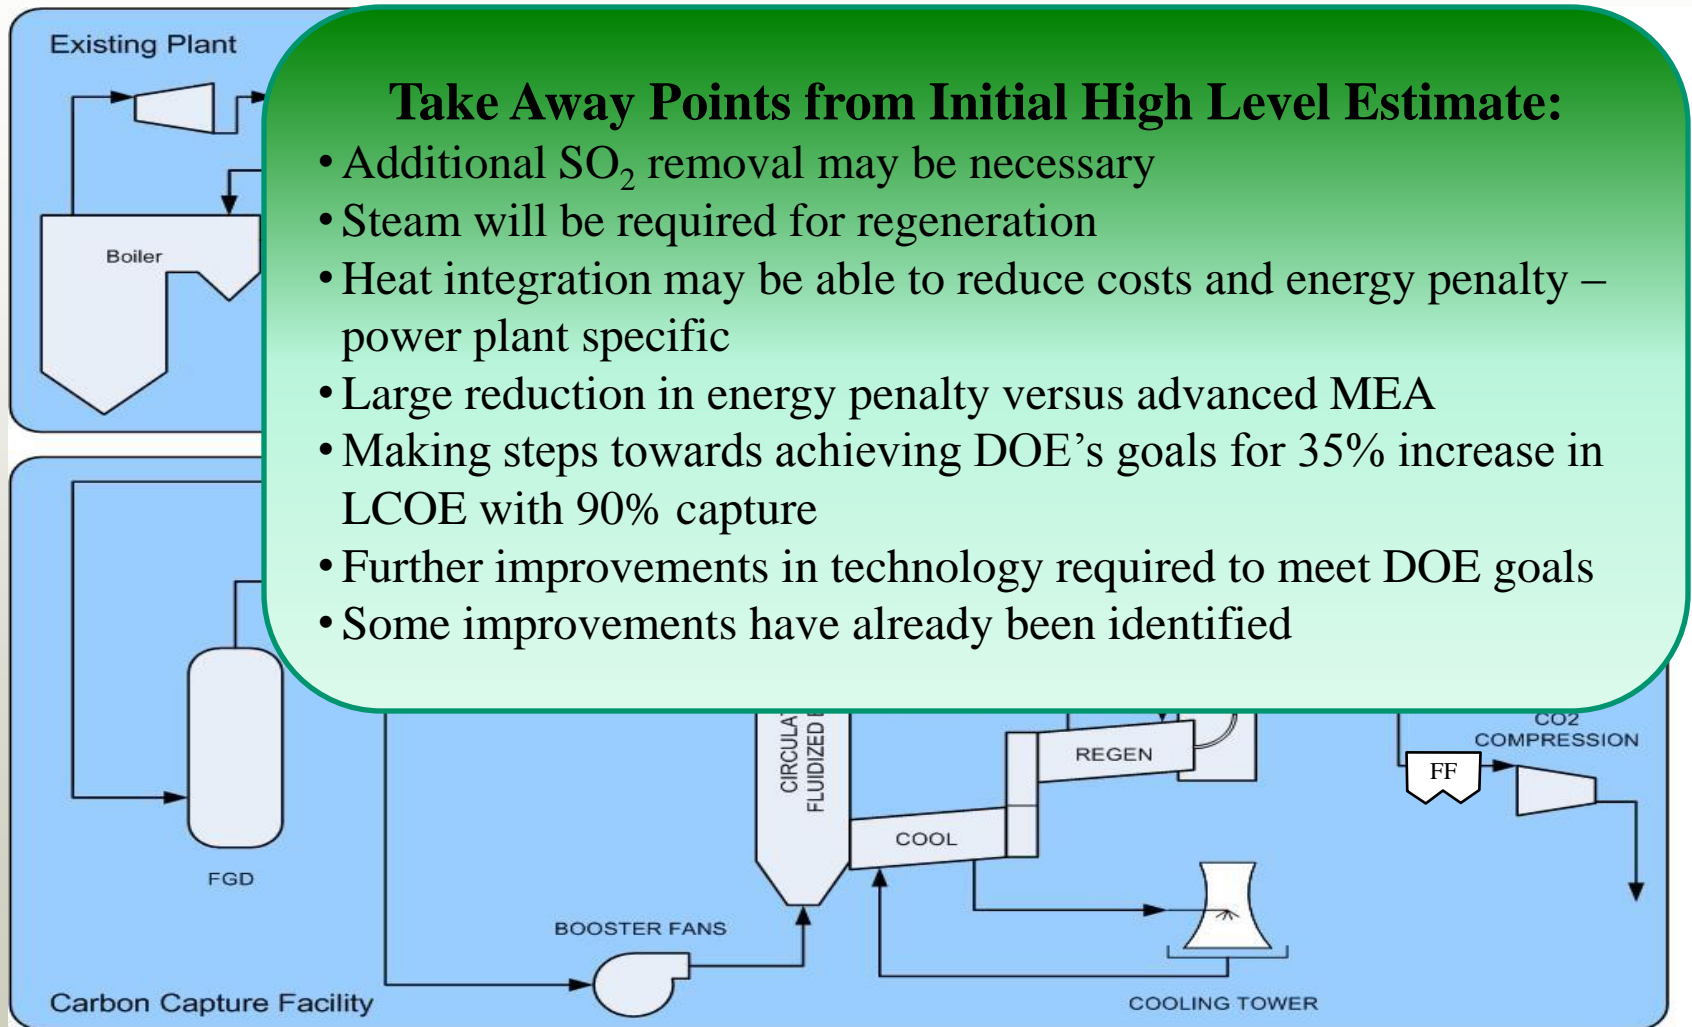 Existing Plant
Take Away Points from Initial High Level Estimate:
• Additional SO₂ removal may be necessary
• Steam will be required for regeneration
• Heat integration may be able to reduce costs and energy penalty –
power plant specific
• Large reduction in energy penalty versus advanced MEA
• Making steps towards achieving DOE’s goals for 35% increase in
LCOE with 90% capture
• Further improvements in technology required to meet DOE goals
• Some improvements have already been identified
Boiler
FGD
FLUIDIZED
REGEN
CO2
COMPRESSION
FF
COOL
BOOSTER FANS
COOLING TOWER
Carbon Capture Facility